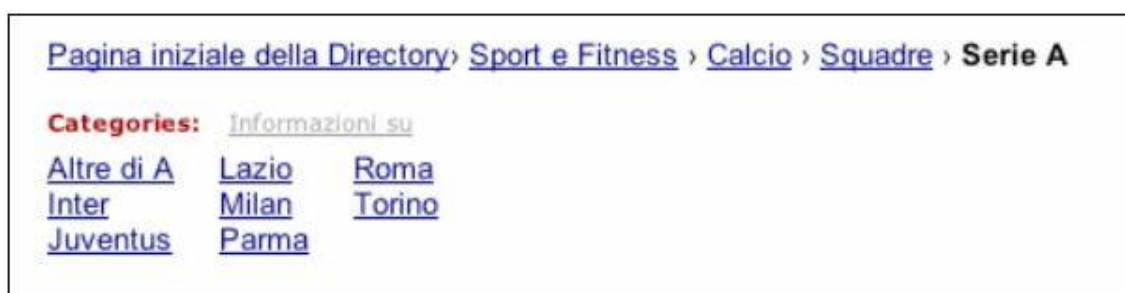 Pagina iniziale della Directory› Sport e Fitness › Calcio › Squadre › Serie A
Categories: Informazioni su
Altre di A Lazio Roma
Inter Milan Torino
Juventus Parma